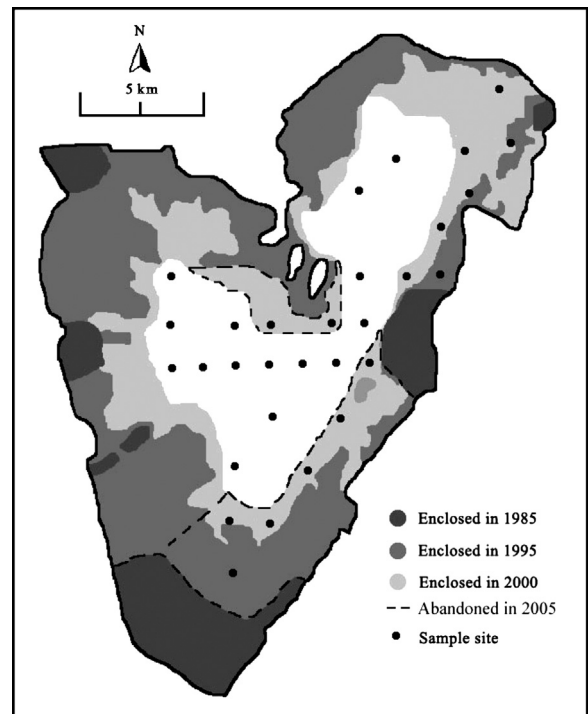 N
5 km
Enclosed in 1985
Enclosed in 1995
Enclosed in 2000
Abandoned in 2005
Sample site